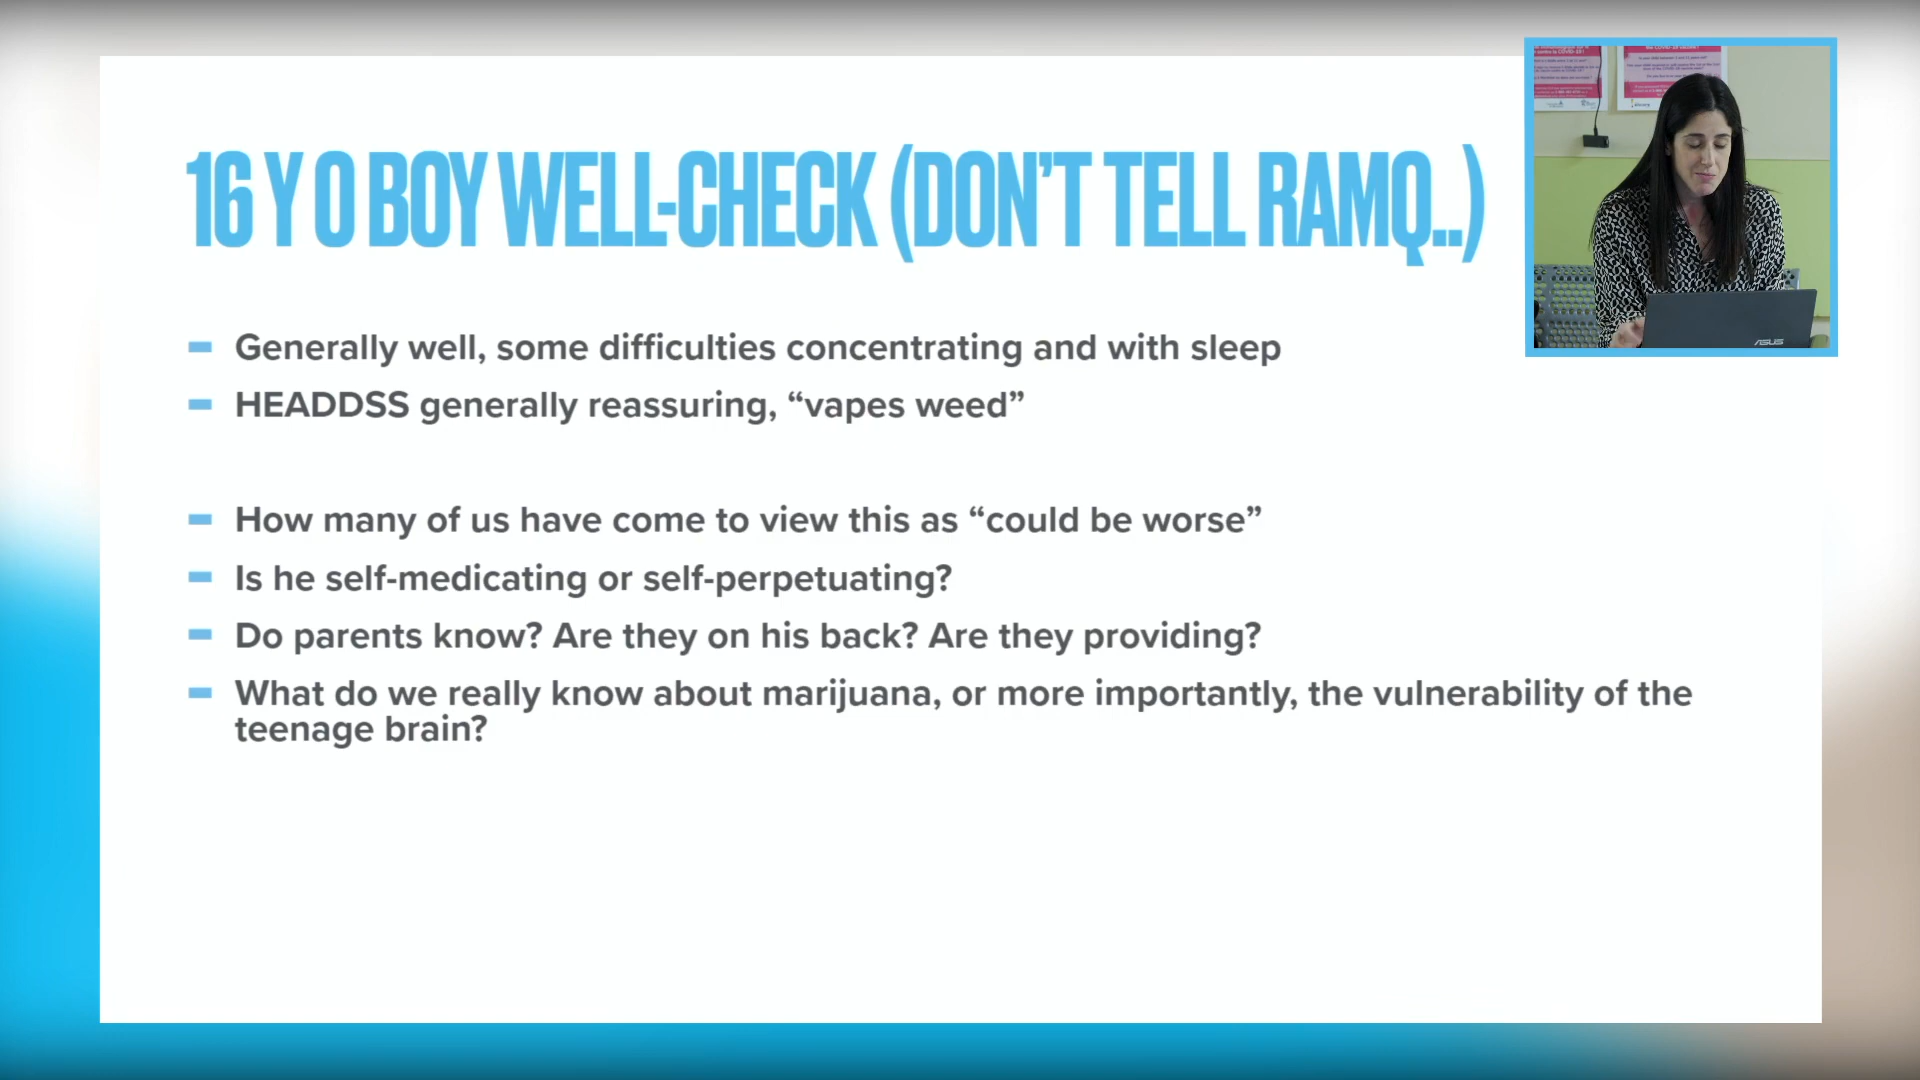 16 Y O BOY WELL-CHECK (DON'T TELL RAMQ..)
- Generally well, some difficulties concentrating and with sleep
- HEADDSS generally reassuring, “vapes weed”
- How many of us have come to view this as “could be worse”
- Is he self-medicating or self-perpetuating?
- Do parents know? Are they on his back? Are they providing?
- What do we really know about marijuana, or more importantly, the vulnerability of the
teenage brain?
ASUS